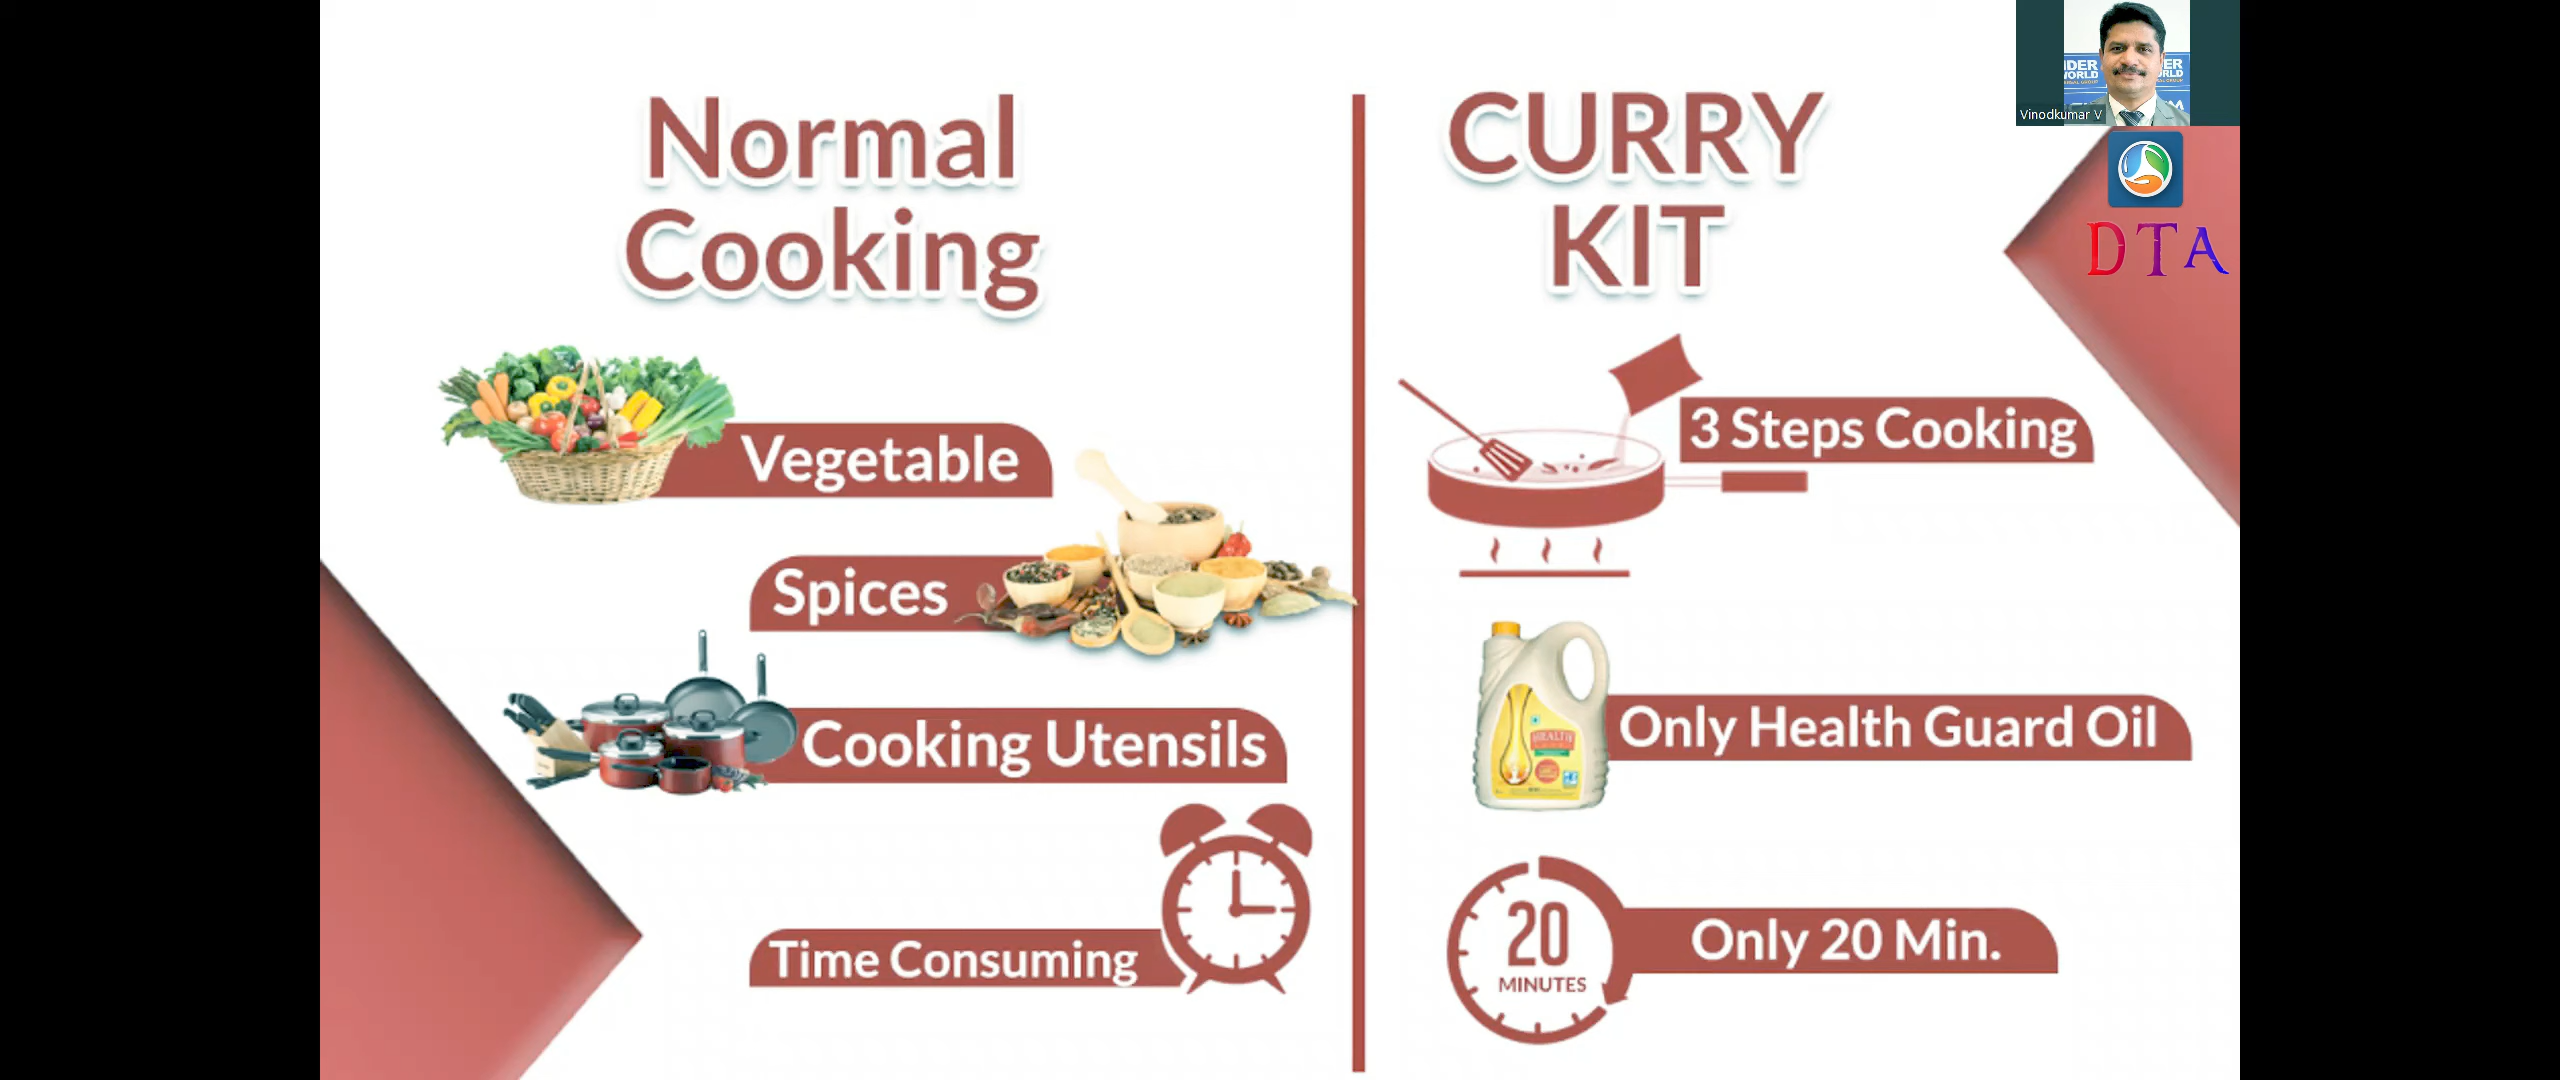 Normal
Cooking
Vegetable
Spices
Cooking Utensils
Time Consuming
CURRY
KIT
3 Steps Cooking
HEALTH
Only Health Guard Oil
20
MINUTES
Only 20 Min.
Vinodkumar V
DTA